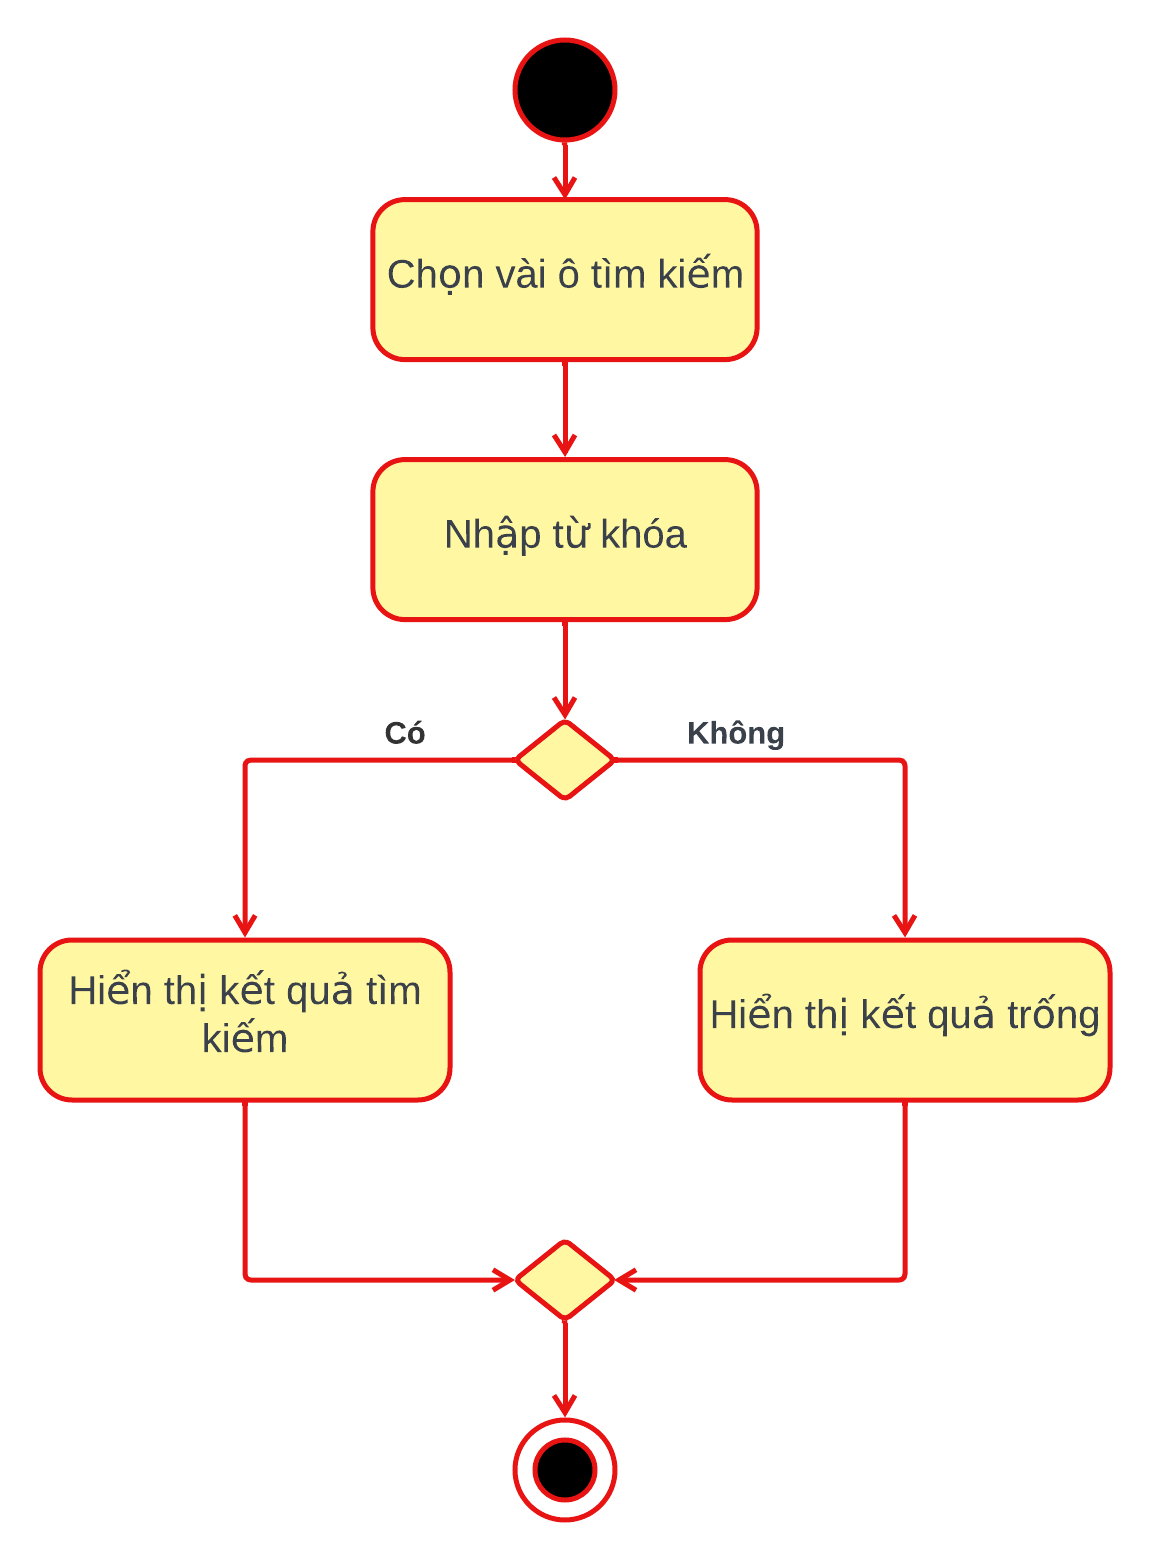 Chọn vài ô tìm kiếm
Nhập từ khóa
Có
Không
Hiển thị kết quả tìm
kiếm
Hiển thị kết quả trống